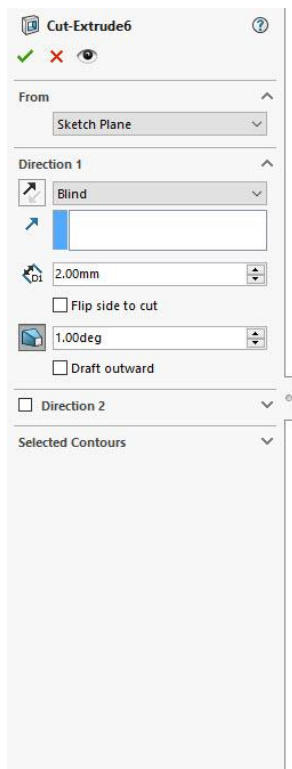 Cut-Extrude6
From
Sketch Plane
Direction 1
Blind
D1
2.00mm
Flip side to cut
1.00deg
Draft outward
Direction 2
Selected Contours